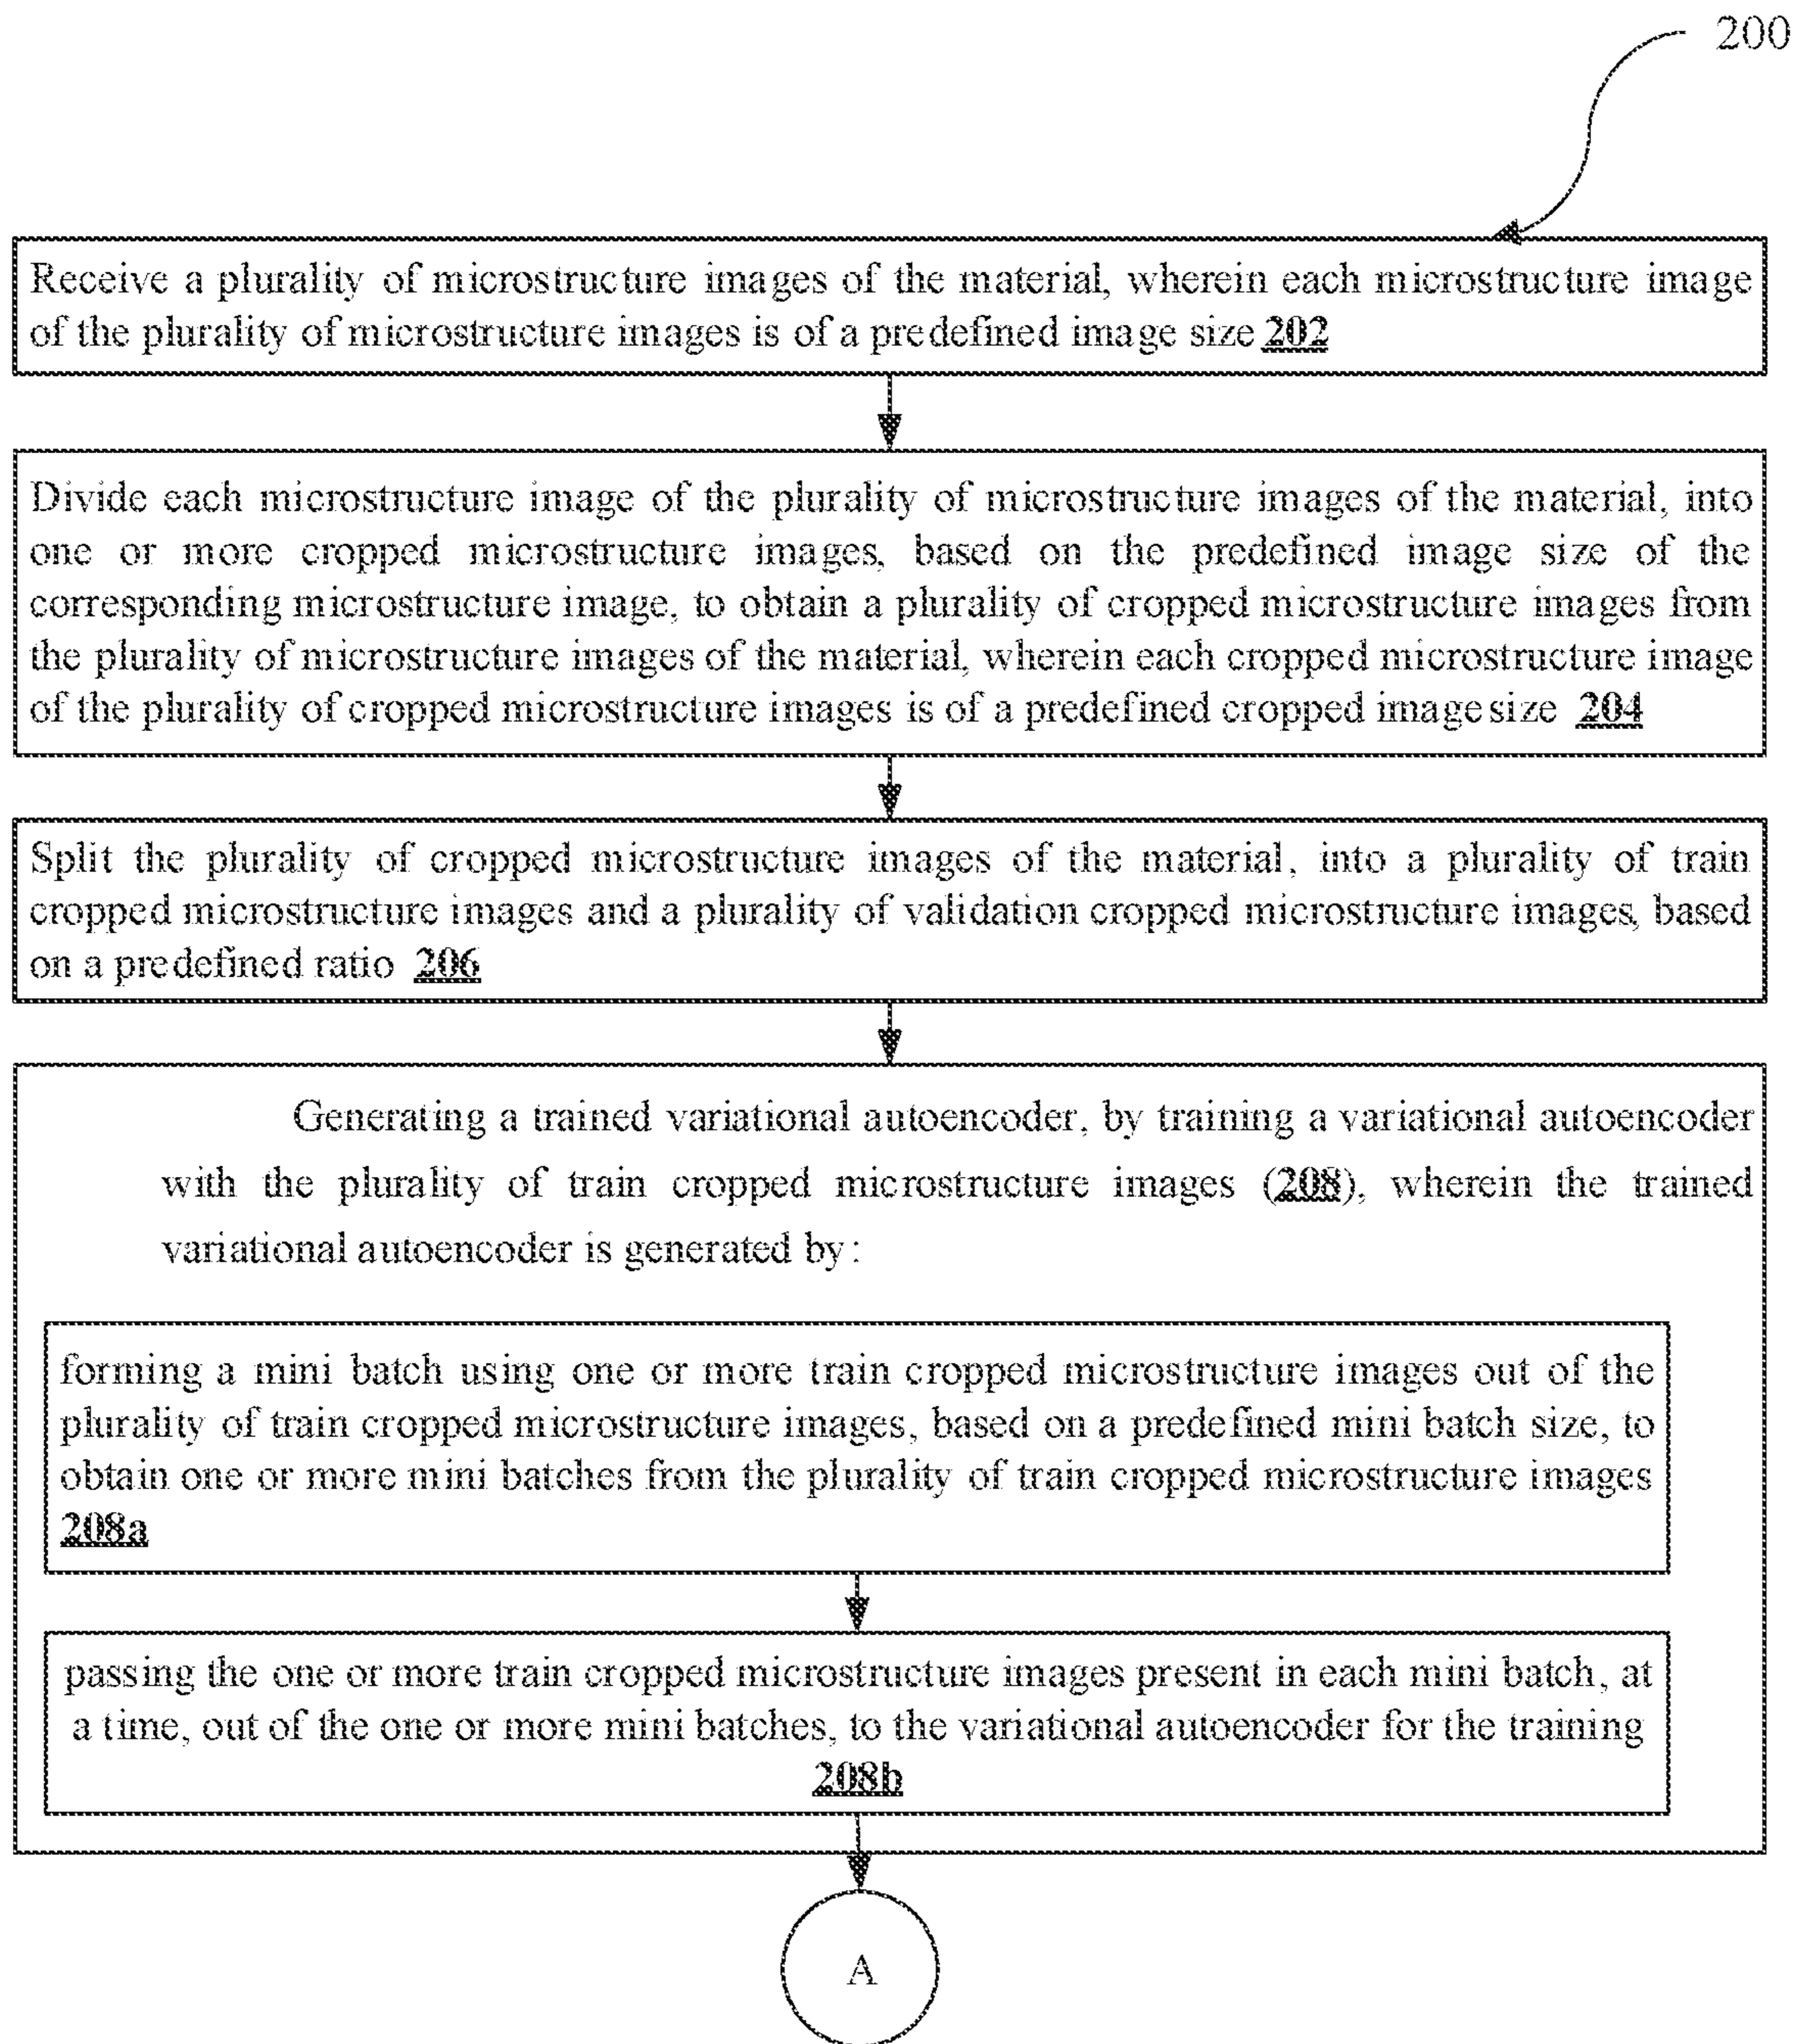 200
Receive a plurality of microstructure images of the material, wherein each microstructure image
of the plurality of microstructure images is of a predefined image size 202
Divide each microstructure image of the plurality of microstructure images of the material, into
one or more cropped microstructure images, based on the predefined image size of the
corresponding microstructure image, to obtain a plurality of cropped microstructure images from
the plurality of microstructure images of the material, wherein each cropped microstructure image
of the plurality of cropped microstructure images is of a predefined cropped image size 204
Split the plurality of cropped microstructure images of the material, into a plurality of train
cropped microstructure images and a plurality of validation cropped microstructure images, based
on a predefined ratio 206
Generating a trained variational autoencoder, by training a variational autoencoder
with the plurality of train cropped microstructure images (208), wherein the trained
variational autoencoder is generated by:
forming a mini batch using one or more train cropped microstructure images out of the
plurality of train cropped microstructure images, based on a predefined mini batch size, to
obtain one or more mini batches from the plurality of train cropped microstructure images
208a
passing the one or more train cropped microstructure images present in each mini batch, at
a time, out of the one or more mini batches, to the variational autoencoder for the training
208b
A